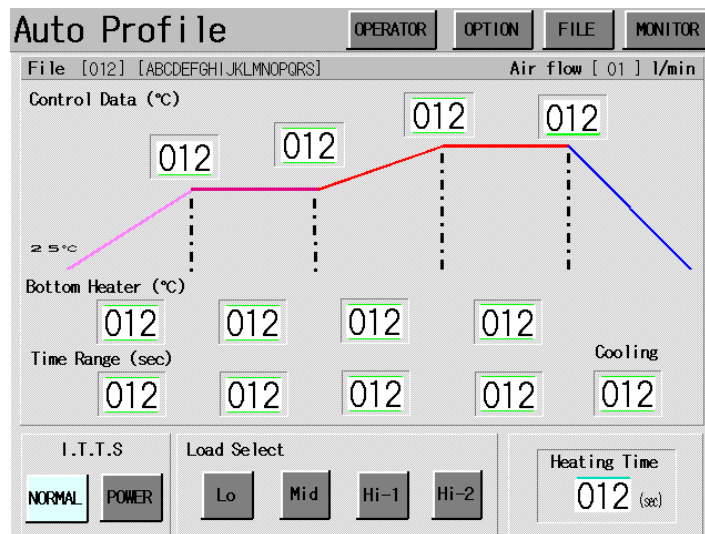 Auto Profile OPERATOR OPTION FILE MONITOR
File [012] [ABCDEFGHIJKLMNOPQRS] Air flow [ 01 ] l/min
Control Data (℃)
012 012 012 012
25℃
Bottom Heater (℃)
012 012 012 012
Time Range (sec) Cooling
012 012 012 012 012
I.T.T.S Load Select Heating Time
NORMAL POWER Lo Mid Hi-1 Hi-2 012 (sec)